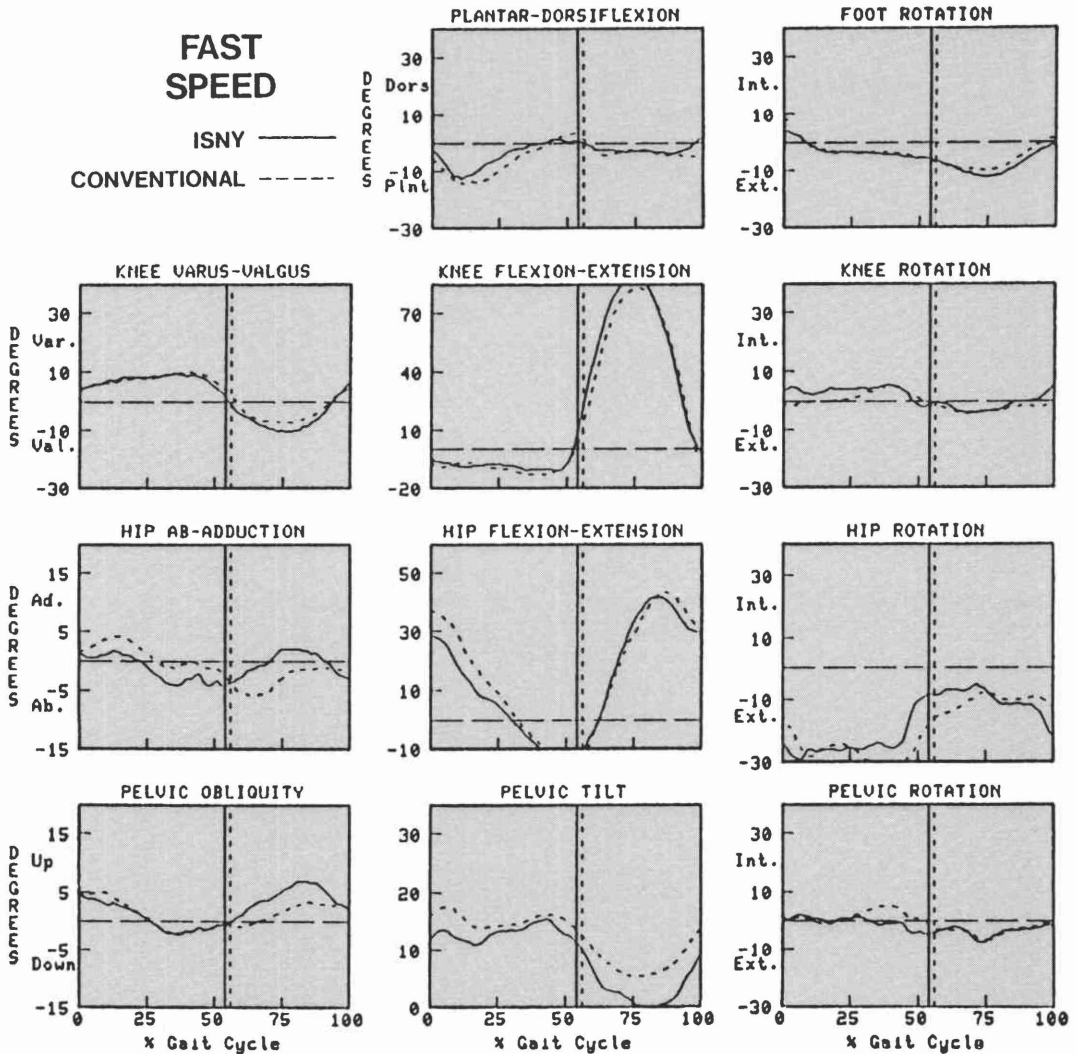 FAST
SPEED
ISNY
CONVENTIONAL
PLANTAR-DORSIFLEXION
DEGREES
30
Dors
10
-10
Plnt
-30
FOOT ROTATION
30
Int.
10
-10
Ext.
-30
KNEE VARUS-VALGUS
DEGREES
30
Var.
10
-10
Val.
-30
KNEE FLEXION-EXTENSION
70
40
10
-20
KNEE ROTATION
30
Int.
10
-10
Ext.
-30
HIP AB-ADDUCTION
DEGREES
15
Ad.
5
-5
Ab.
-15
HIP FLEXION-EXTENSION
50
30
10
-10
HIP ROTATION
30
Int.
10
-10
Ext.
-30
PELVIC OBLIQUITY
DEGREES
15
Up
5
-5
Down
-15
0 25 50 75 100
% Gait Cycle
PELVIC TILT
30
20
10
0
0 25 50 75 100
% Gait Cycle
PELVIC ROTATION
30
Int.
10
-10
Ext.
-30
0 25 50 75 100
% Gait Cycle